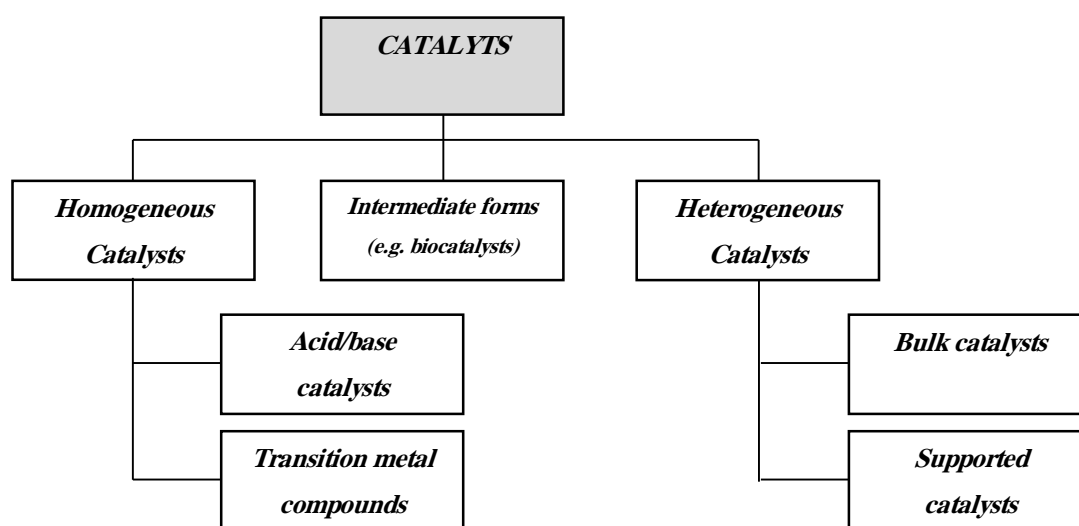 CATALYTS
Homogeneous
Catalysts
Intermediate forms
(e.g. biocatalysts)
Heterogeneous
Catalysts
Acid/base
catalysts
Transition metal
compounds
Bulk catalysts
Supported
catalysts